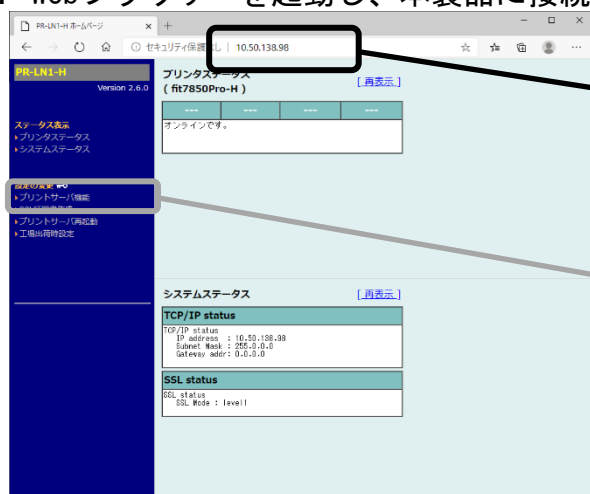 Webブラウザーを起動し、本製品に接続
PR-LN1-H ホームページ
セキュリティ保護なし | 10.50.138.98
PR-LN1-H
Version 2.6.0
ステータス表示
プリンタステータス
システムステータス
設定の変更
プリントサーバ機能
プリントサーバ再起動
工場出荷時設定
プリンタステータス
( fit7850Pro-H )
[ 再表示 ]
--- --- --- ---
オンラインです。
システムステータス
[ 再表示 ]
TCP/IP status
TCP/IP status
IP address : 10.50.138.98
Subnet Mask : 255.0.0.0
Gateway addr: 0.0.0.0
SSL status
SSL status
SSL Mode : level1